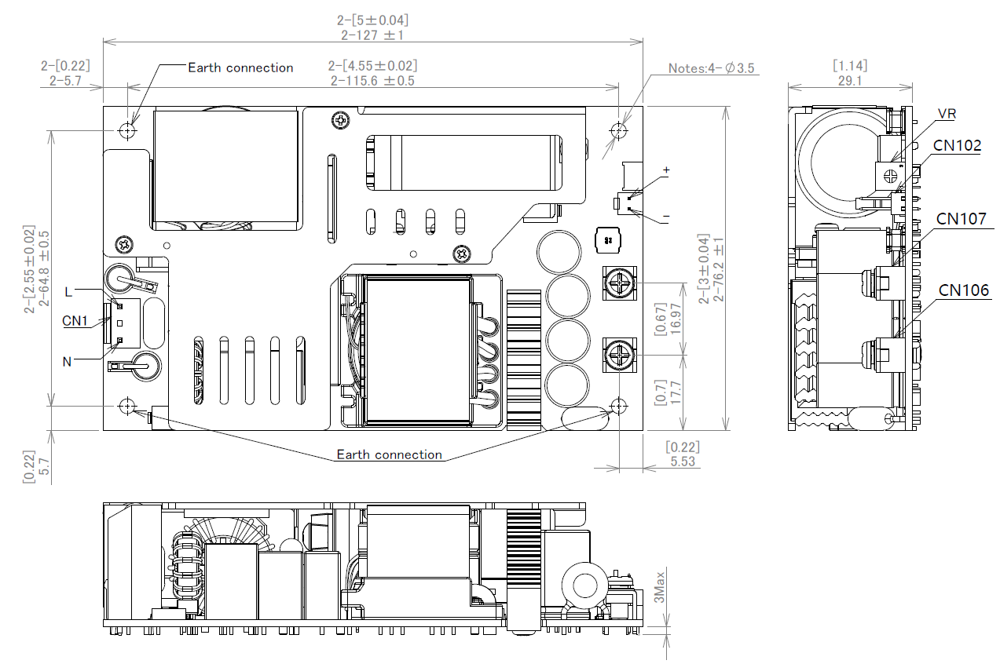 2-[5±0.04]
2-127 ±1
2-[0.22]
2-5.7
Earth connection
2-[4.55±0.02]
2-115.6 ±0.5
Notes:4-∅3.5
[1.14]
29.1
VR
CN102
CN107
CN106
+
−
2-[2.55±0.02]
2-64.8 ±0.5
L
CN1
N
2-[3±0.04]
2-76.2 ±1
[0.67]
16.97
[0.7]
17.7
[0.22]
5.7
Earth connection
[0.22]
5.53
3Max